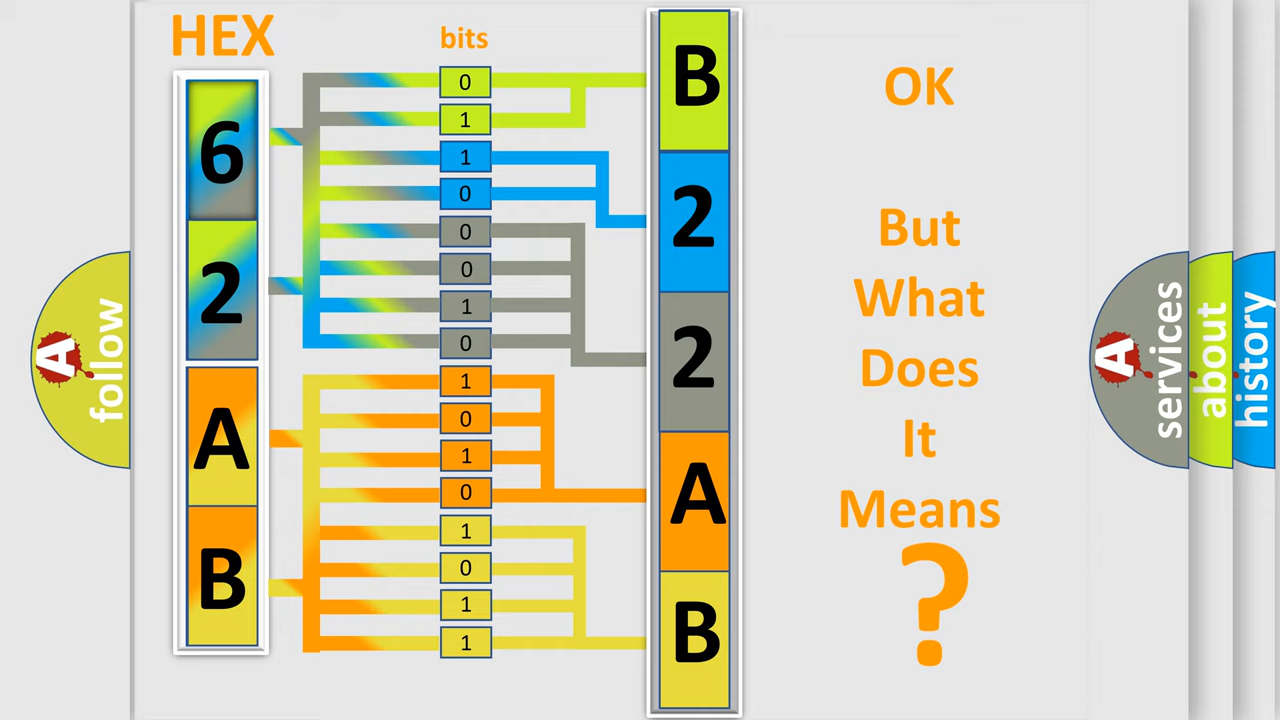 HEX
bits
6
2
A
B
0
1
1
0
0
0
1
0
1
0
1
0
1
0
1
1
B
2
2
A
B
OK
But
What
Does
It
Means
?
A
follow
A
services
about
history